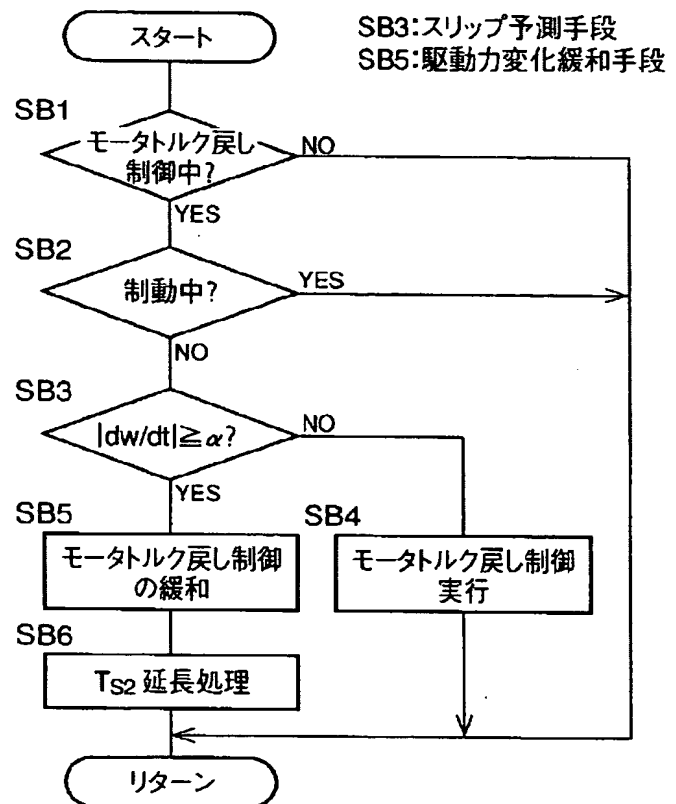 スタート
SB3:スリップ予測手段
SB5:駆動力変化緩和手段
SB1
モータトルク戻し
制御中?
NO
YES
SB2
制動中?
YES
NO
SB3
|dw/dt|≧α?
NO
YES
SB5
モータトルク戻し制御
の緩和
SB4
モータトルク戻し制御
実行
SB6
TS2 延長処理
リターン